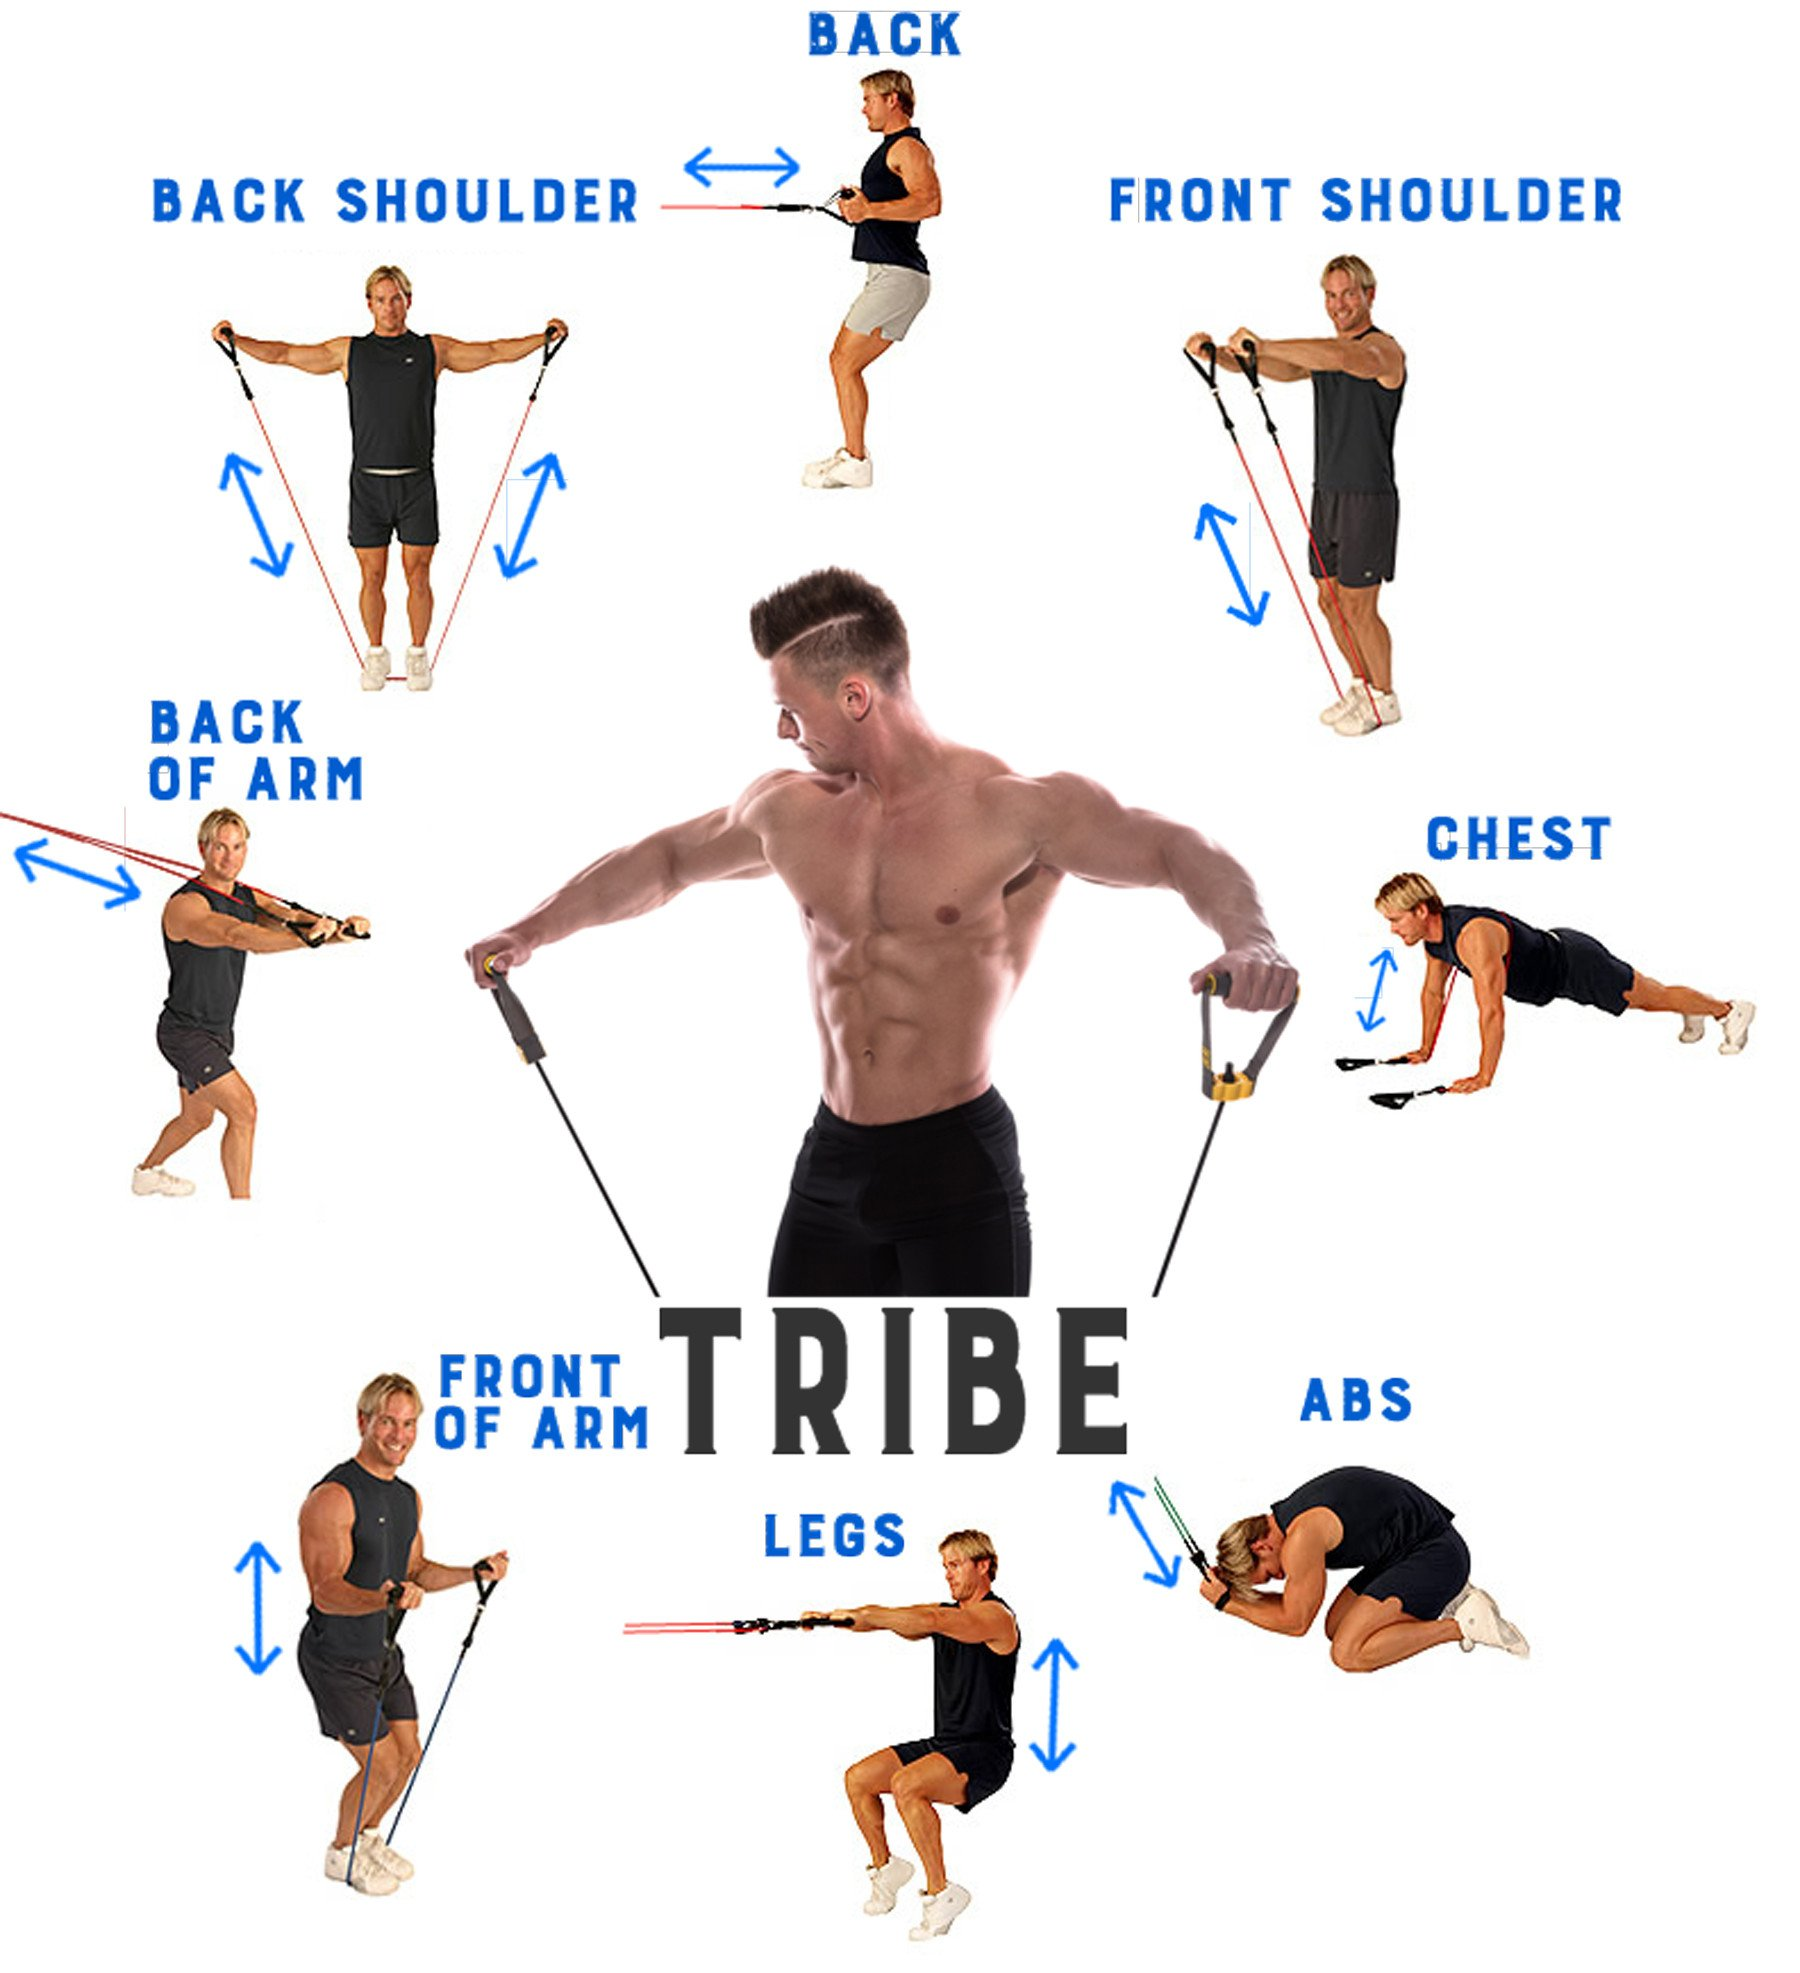 BACK
BACK SHOULDER
FRONT SHOULDER
BACK
OF ARM
CHEST
TRIBE
FRONT
OF ARM
ABS
LEGS